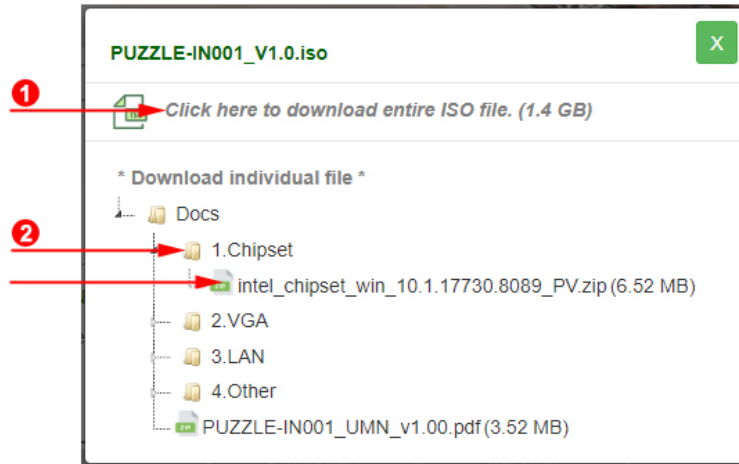 PUZZLE-IN001_V1.0.iso
X
1
Click here to download entire ISO file. (1.4 GB)
* Download individual file *
Docs
2
1.Chipset
intel_chipset_win_10.1.17730.8089_PV.zip (6.52 MB)
2.VGA
3.LAN
4.Other
PUZZLE-IN001_UMN_v1.00.pdf (3.52 MB)